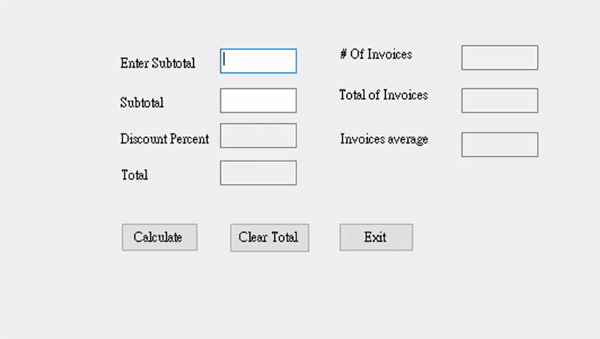 Enter Subtotal
# Of Invoices
Subtotal
Total of Invoices
Discount Percent
Invoices average
Total
Calculate
Clear Total
Exit